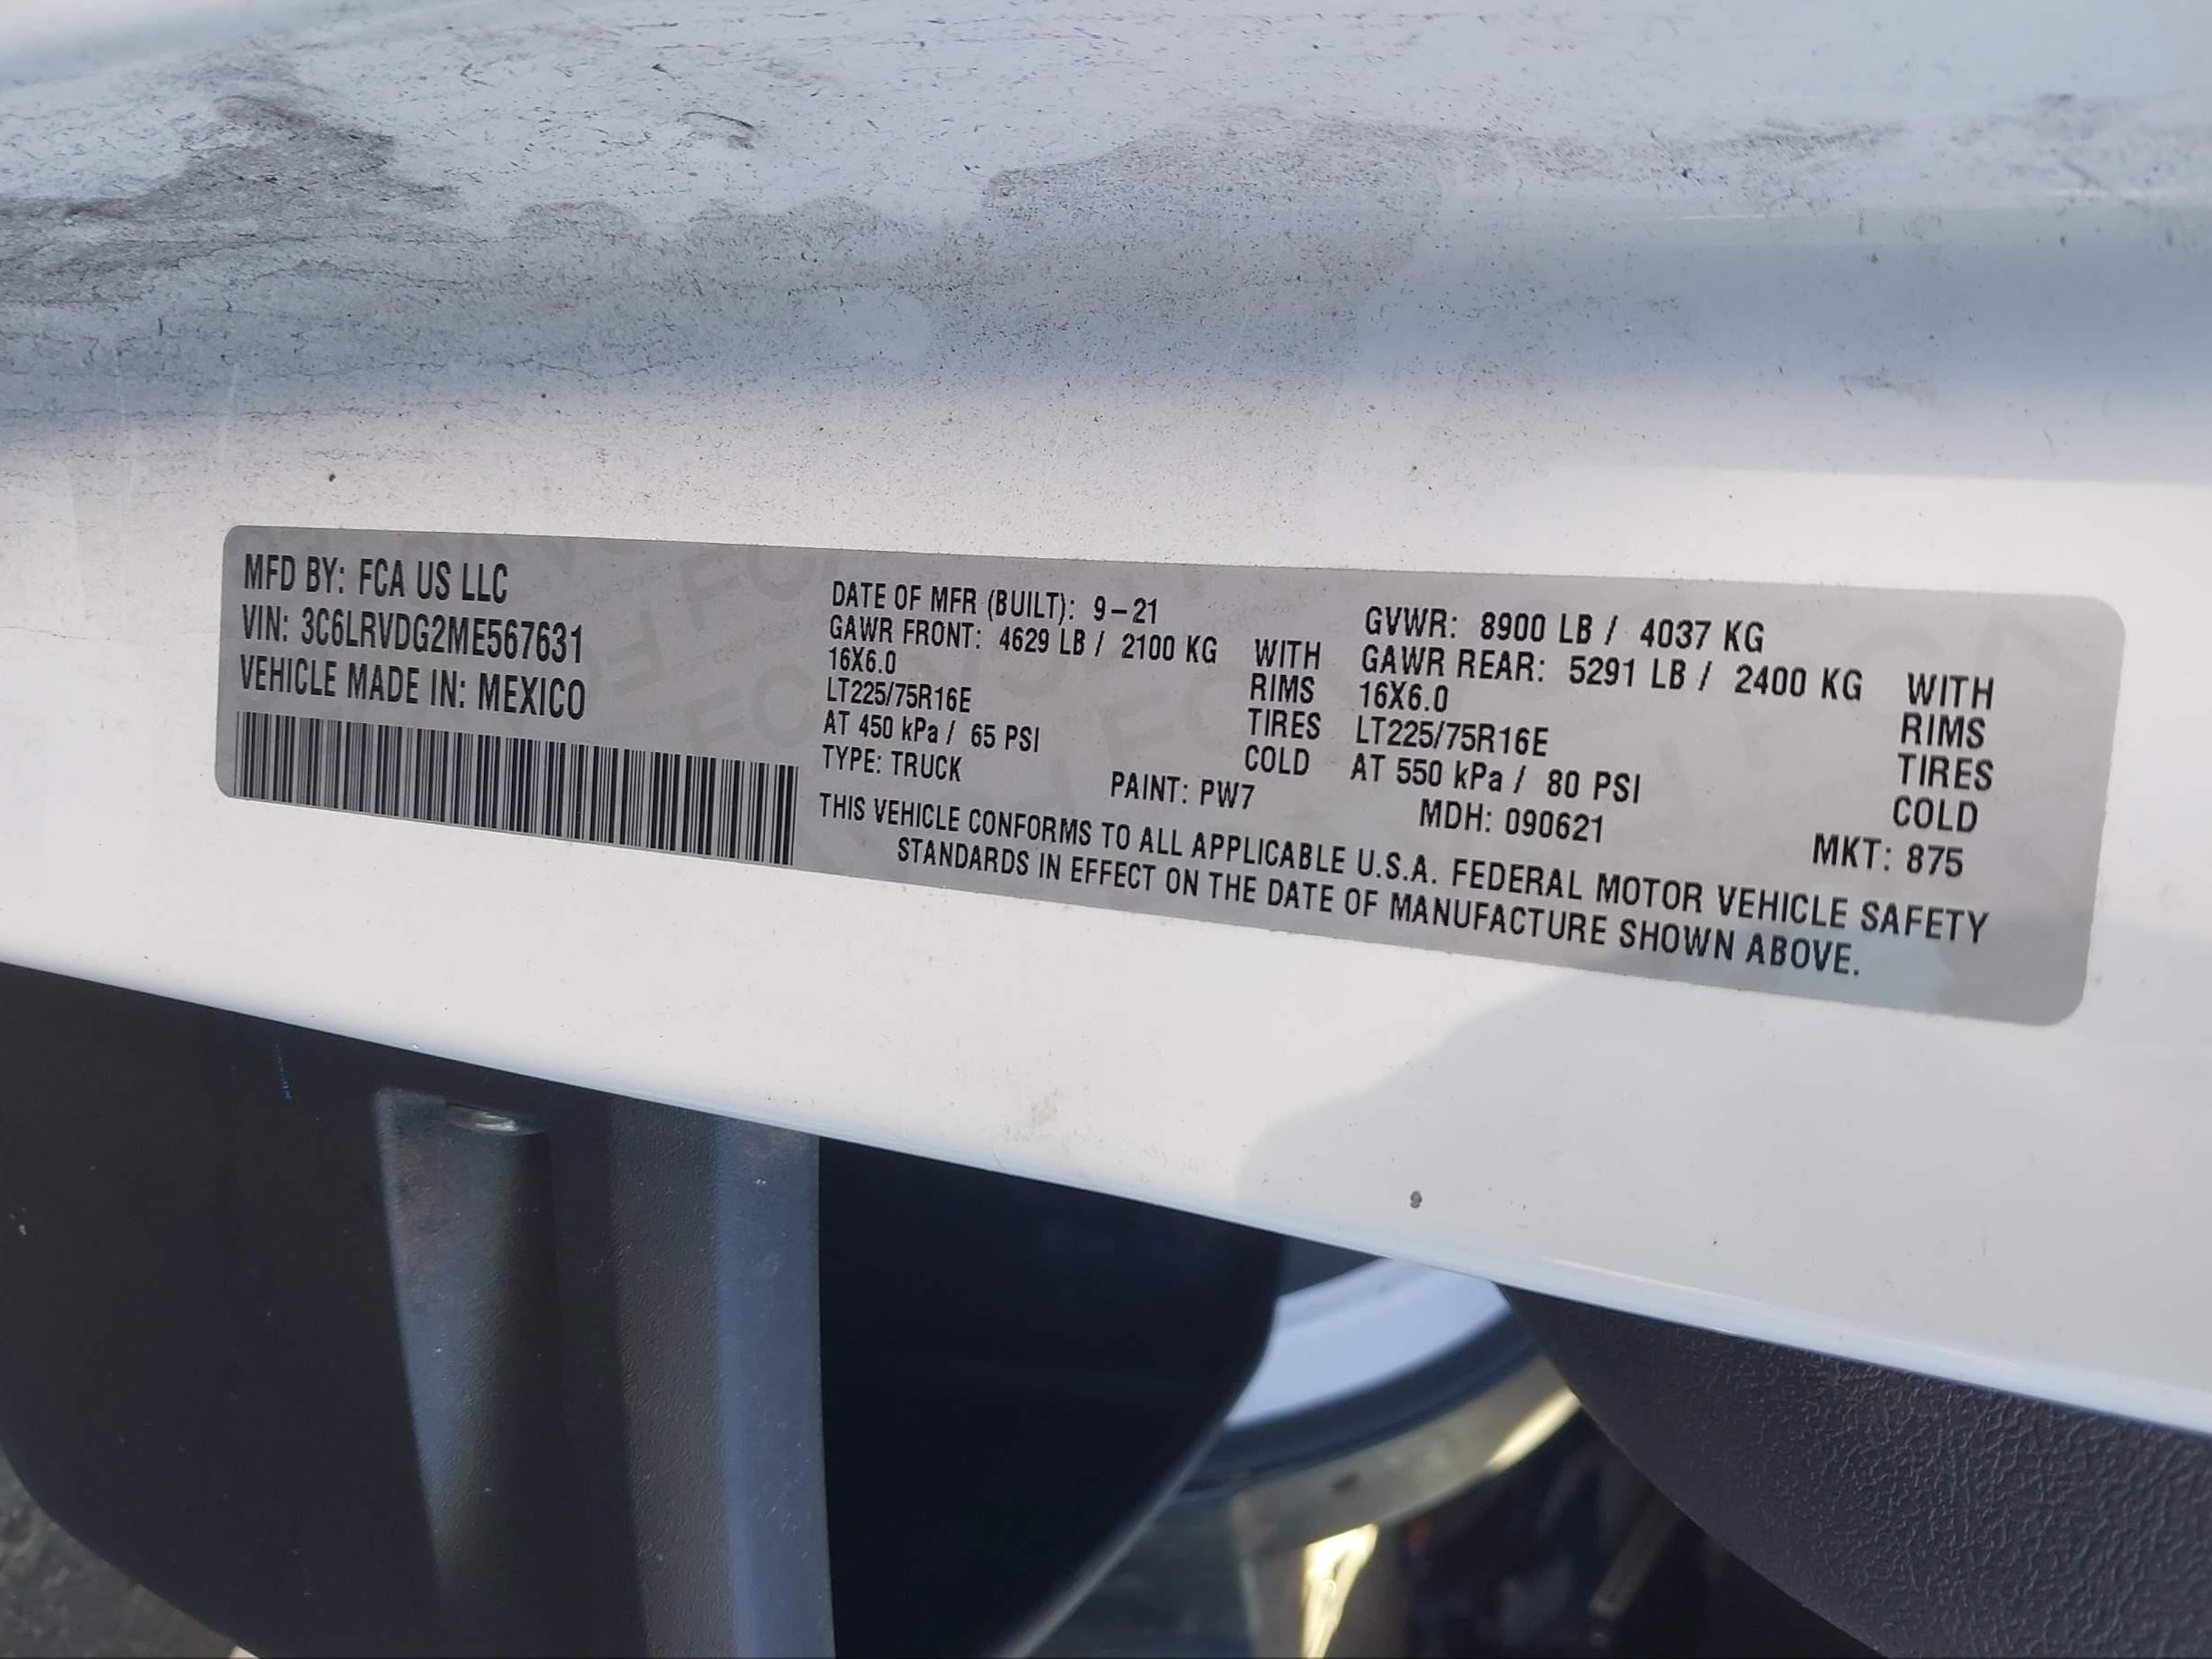 MFD BY: FCA US LLC
VIN: 3C6LRVDG2ME567631
VEHICLE MADE IN: MEXICO
DATE OF MFR (BUILT): 9-21 GVWR: 8900 LB / 4037 KG
GAWR FRONT: 4629 LB / 2100 KG WITH GAWR REAR: 5291 LB / 2400 KG WITH
16X6.0 RIMS 16X6.0 RIMS
LT225/75R16E TIRES LT225/75R16E TIRES
AT 450 kPa / 65 PSI COLD AT 550 kPa / 80 PSI COLD
TYPE: TRUCK PAINT: PW7 MDH: 090621 MKT: 875
THIS VEHICLE CONFORMS TO ALL APPLICABLE U.S.A. FEDERAL MOTOR VEHICLE SAFETY
STANDARDS IN EFFECT ON THE DATE OF MANUFACTURE SHOWN ABOVE.